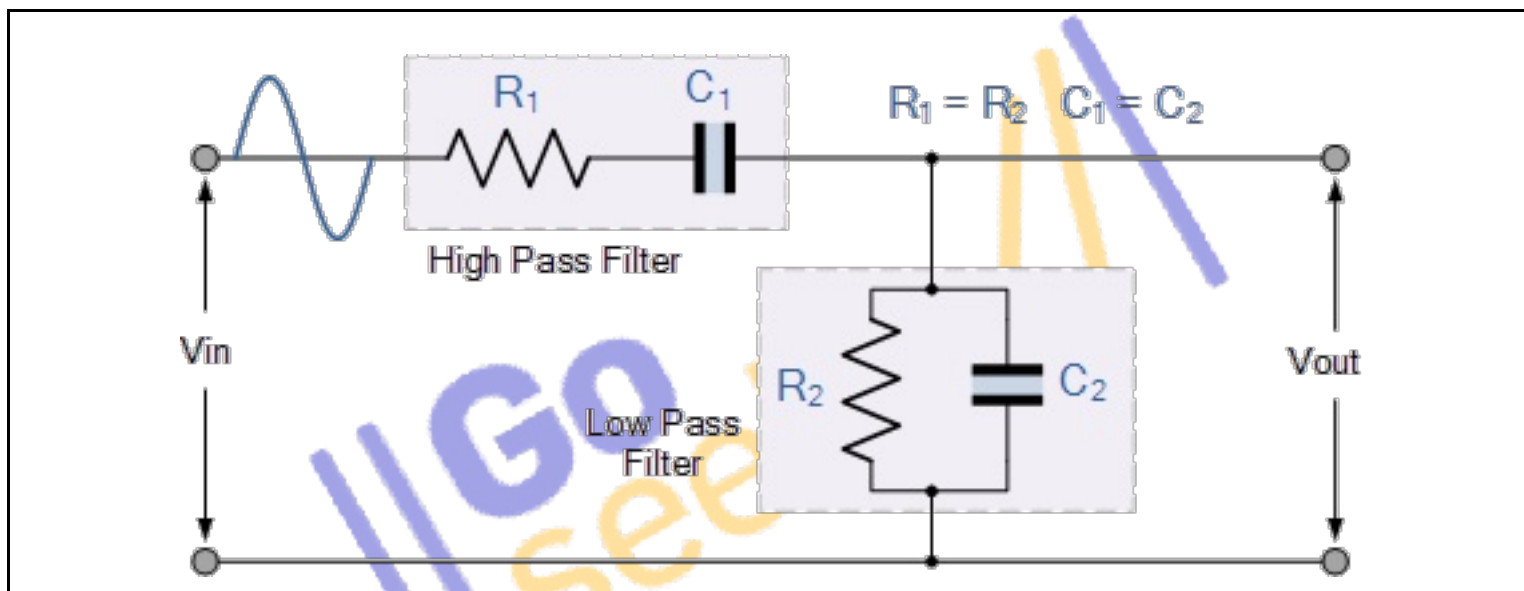 R₁ C₁
R₁ = R₂ C₁ = C₂
High Pass Filter
Vin
Vout
R₂ C₂
Low Pass
Filter
Go
see